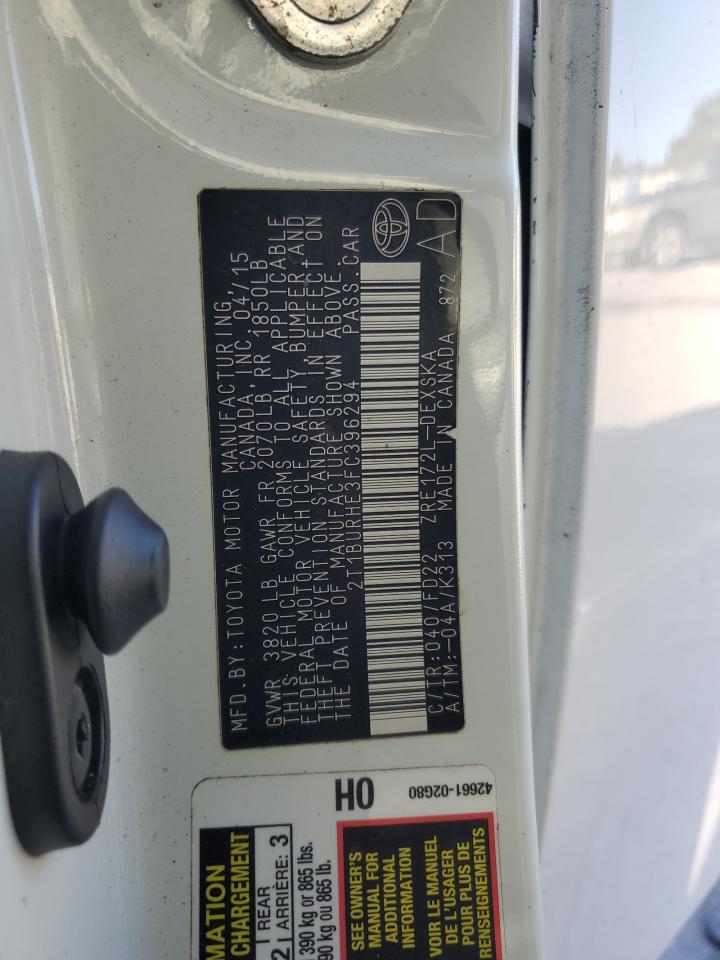 MFD.BY:TOYOTA MOTOR MANUFACTURING,
CANADA, INC. 04/15
GVWR 3820LB GAWR FR 2070LB,RR 1850LB
THIS VEHICLE CONFORMS TO ALL APPLICABLE
FEDERAL MOTOR VEHICLE SAFETY, BUMPER, AND
THEFT PREVENTION STANDARDS IN EFFECT ON
THE DATE OF MANUFACTURE SHOWN ABOVE.
2T1BURHE3FC396294 PASS.CAR
C/TR:040/FD22 ZRE172L-DEXSKA
A/TM:-04A/K313 MADE IN CANADA 872
AD
OH
42661-02G80
CHARGEMENT
2 REAR
ARRIÈRE: 3
390 kg or 865 lbs.
90 kg ou 865 lb.
SEE OWNER'S
MANUAL FOR
ADDITIONAL
INFORMATION
VOIR LE MANUEL
DE L'USAGER
POUR PLUS DE
RENSEIGNEMENTS